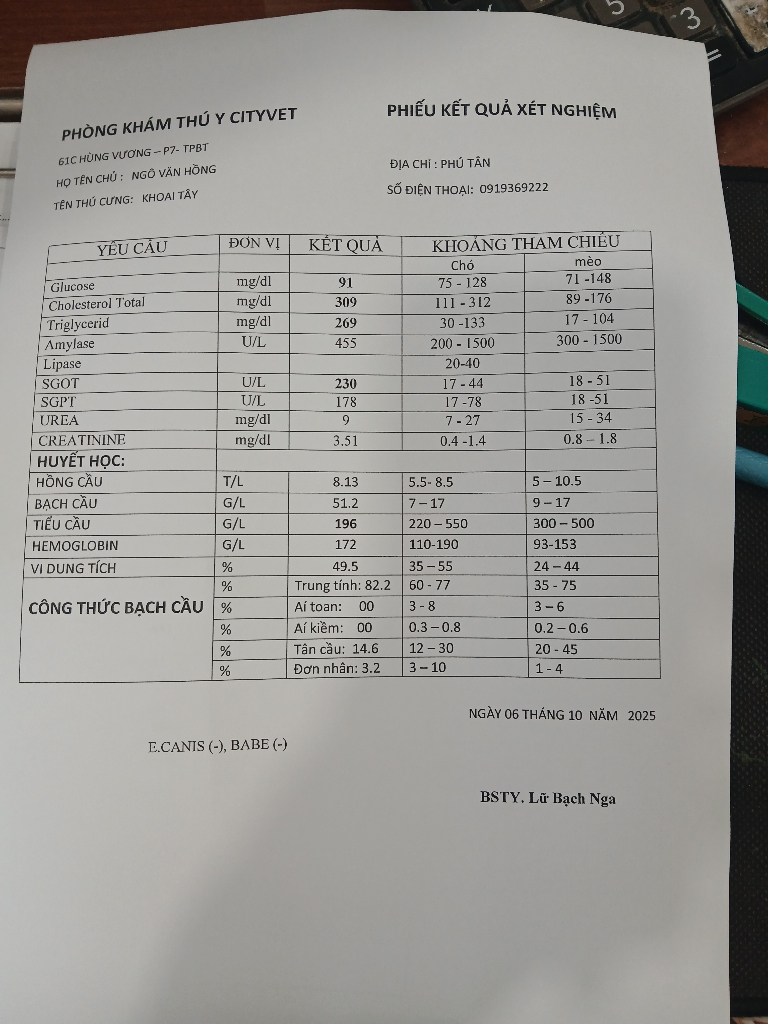 PHÒNG KHÁM THÚ Y CITYVET
PHIẾU KẾT QUẢ XÉT NGHIỆM
61C HÙNG VƯƠNG – P7- TPBT
ĐỊA CHỈ : PHÚ TÂN
HỌ TÊN CHỦ : NGÔ VĂN HỒNG
SỐ ĐIỆN THOẠI: 0919369222
TÊN THÚ CƯNG: KHOAI TÂY
YÊU CẦU ĐƠN VỊ KẾT QUẢ KHOẢNG THAM CHIẾU
Chó mèo
Glucose mg/dl 91 75 - 128 71 -148
Cholesterol Total mg/dl 309 111 - 312 89 -176
Triglycerid mg/dl 269 30 -133 17 - 104
Amylase U/L 455 200 - 1500 300 - 1500
Lipase 20-40
SGOT U/L 230 17 - 44 18 - 51
SGPT U/L 178 17 -78 18 -51
UREA mg/dl 9 7 - 27 15 - 34
CREATININE mg/dl 3.51 0.4 -1.4 0.8 – 1.8
HUYẾT HỌC:
HỒNG CẦU T/L 8.13 5.5- 8.5 5 – 10.5
BẠCH CẦU G/L 51.2 7 – 17 9 – 17
TIỂU CẦU G/L 196 220 – 550 300 – 500
HEMOGLOBIN G/L 172 110-190 93-153
VI DUNG TÍCH % 49.5 35 – 55 24 – 44
CÔNG THỨC BẠCH CẦU % Trung tính: 82.2 60 - 77 35 - 75
% Aí toan: 00 3 - 8 3 – 6
% Aí kiềm: 00 0.3 – 0.8 0.2 – 0.6
% Tân cầu: 14.6 12 – 30 20 - 45
% Đơn nhân: 3.2 3 – 10 1 - 4
NGÀY 06 THÁNG 10 NĂM 2025
E.CANIS (-), BABE (-)
BSTY. Lữ Bạch Nga
5
3
=